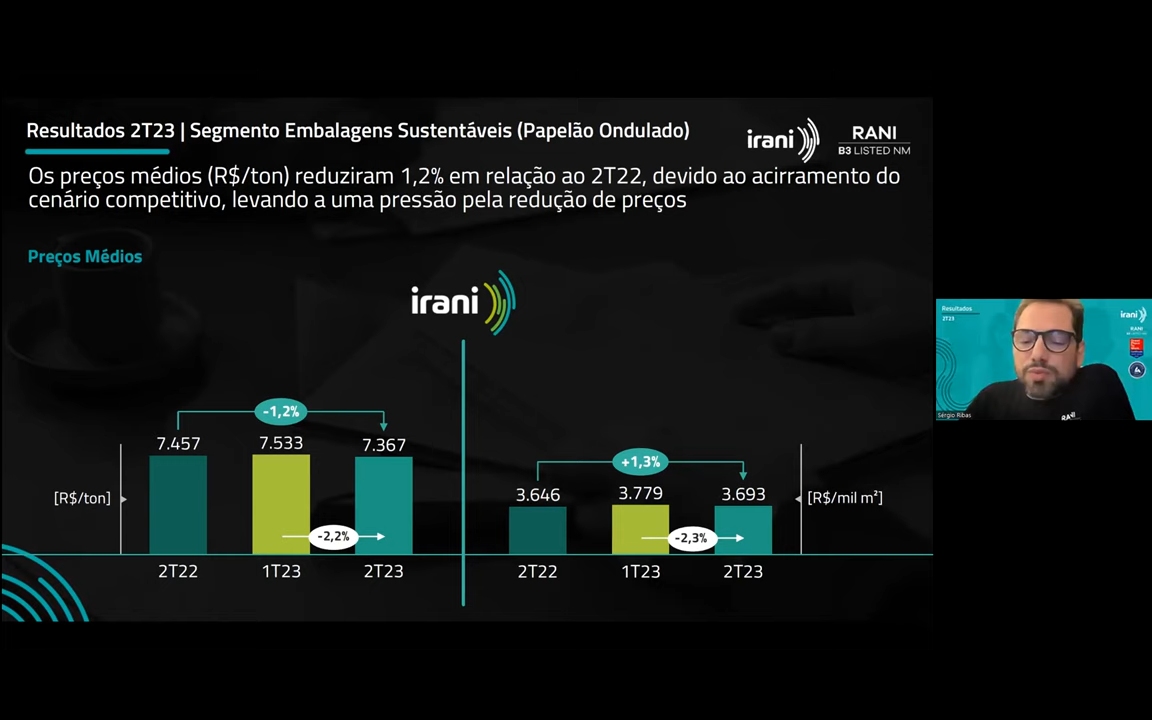 Resultados 2T23 | Segmento Embalagens Sustentáveis (Papelão Ondulado)
irani
RANI
B3 LISTED NM
Os preços médios (R$/ton) reduziram 1,2% em relação ao 2T22, devido ao acirramento do
cenário competitivo, levando a uma pressão pela redução de preços
Preços Médios
irani
-1,2%
7.457
7.533
7.367
[R$/ton]
-2,2%
2T22
1T23
2T23
+1,3%
3.646
3.779
3.693
[R$/mil m²]
-2,3%
2T22
1T23
2T23
Resultados
2T23
irani
RANI
Sérgio Ribas